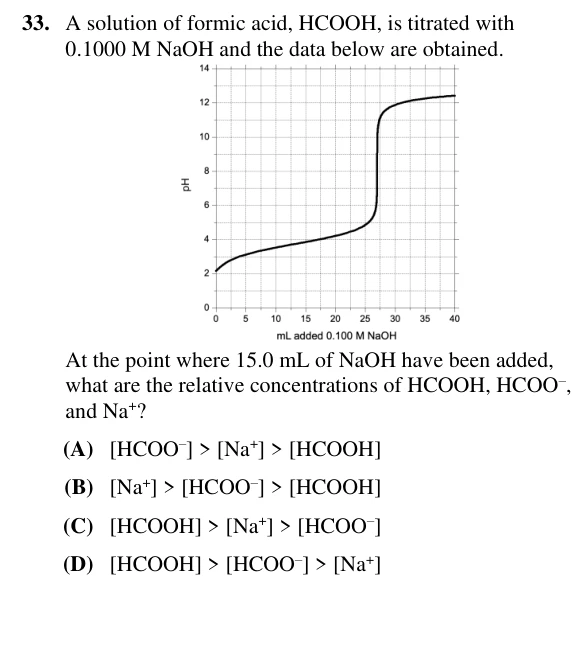 33. A solution of formic acid, HCOOH, is titrated with
0.1000 M NaOH and the data below are obtained.
14
12
10
8
pH
6
4
2
0
0 5 10 15 20 25 30 35 40
mL added 0.100 M NaOH
At the point where 15.0 mL of NaOH have been added,
what are the relative concentrations of HCOOH, HCOO⁻,
and Na⁺?
(A) [HCOO⁻] > [Na⁺] > [HCOOH]
(B) [Na⁺] > [HCOO⁻] > [HCOOH]
(C) [HCOOH] > [Na⁺] > [HCOO⁻]
(D) [HCOOH] > [HCOO⁻] > [Na⁺]